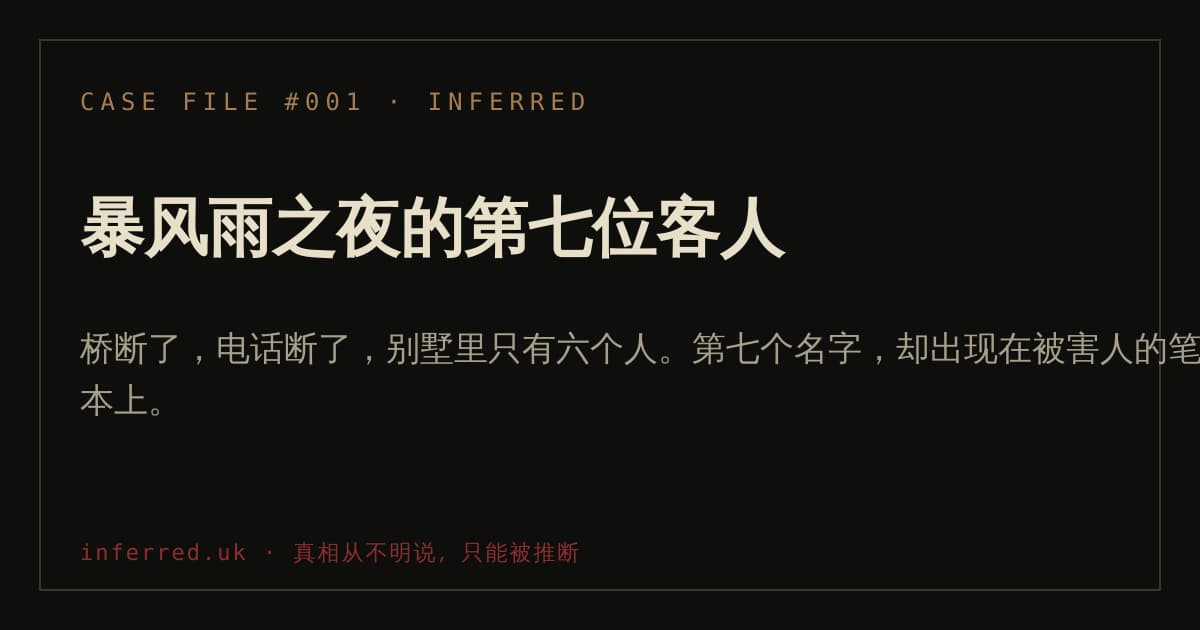 CASE FILE #001 · INFERRED
暴风雨之夜的第七位客人
桥断了，电话断了，别墅里只有六个人。第七个名字，却出现在被害人的笔
本上。
inferred.uk · 真相从不明说，只能被推断